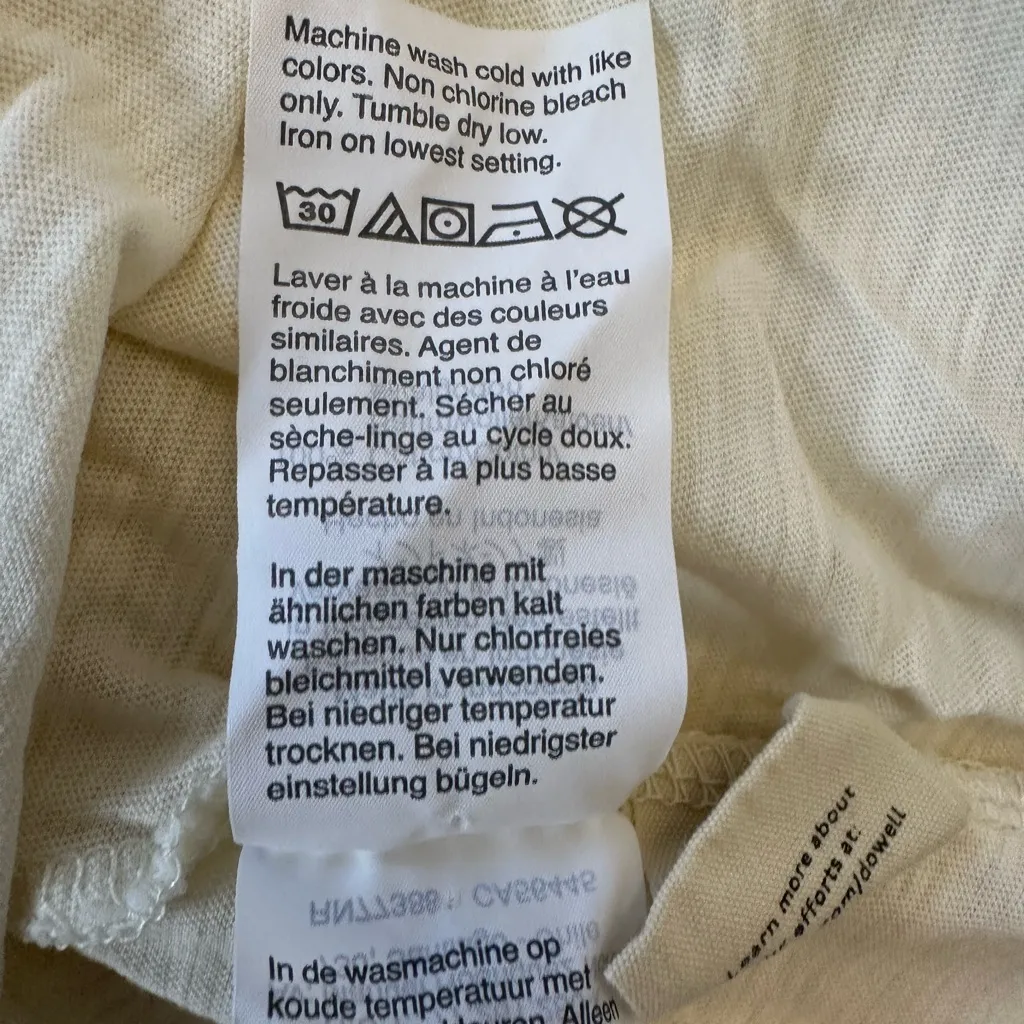 Machine wash cold with like
colors. Non chlorine bleach
only. Tumble dry low.
Iron on lowest setting.
30
Laver à la machine à l'eau
froide avec des couleurs
similaires. Agent de
blanchiment non chloré
seulement. Sécher au
sèche-linge au cycle doux.
Repasser à la plus basse
température.
In der maschine mit
ähnlichen farben kalt
waschen. Nur chlorfreies
bleichmittel verwenden.
Bei niedriger temperatur
trocknen. Bei niedrigster
einstellung bügeln.
RN77388 CA56445
In de wasmachine op
koude temperatuur met
Alleen
Learn more about
efforts at:
com/dowell